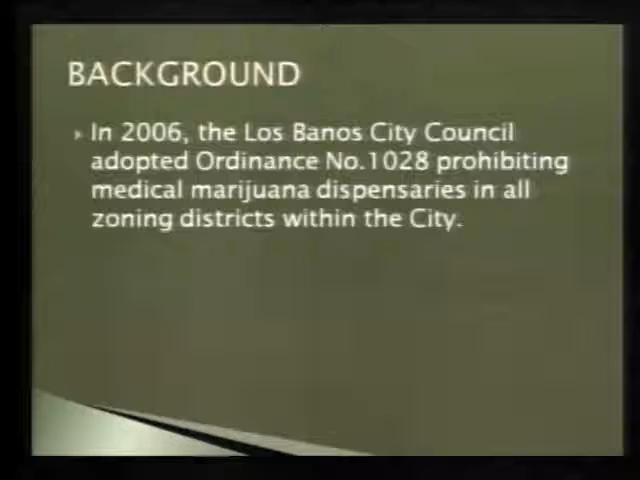 BACKGROUND
In 2006, the Los Banos City Council
adopted Ordinance No.1028 prohibiting
medical marijuana dispensaries in all
zoning districts within the City.